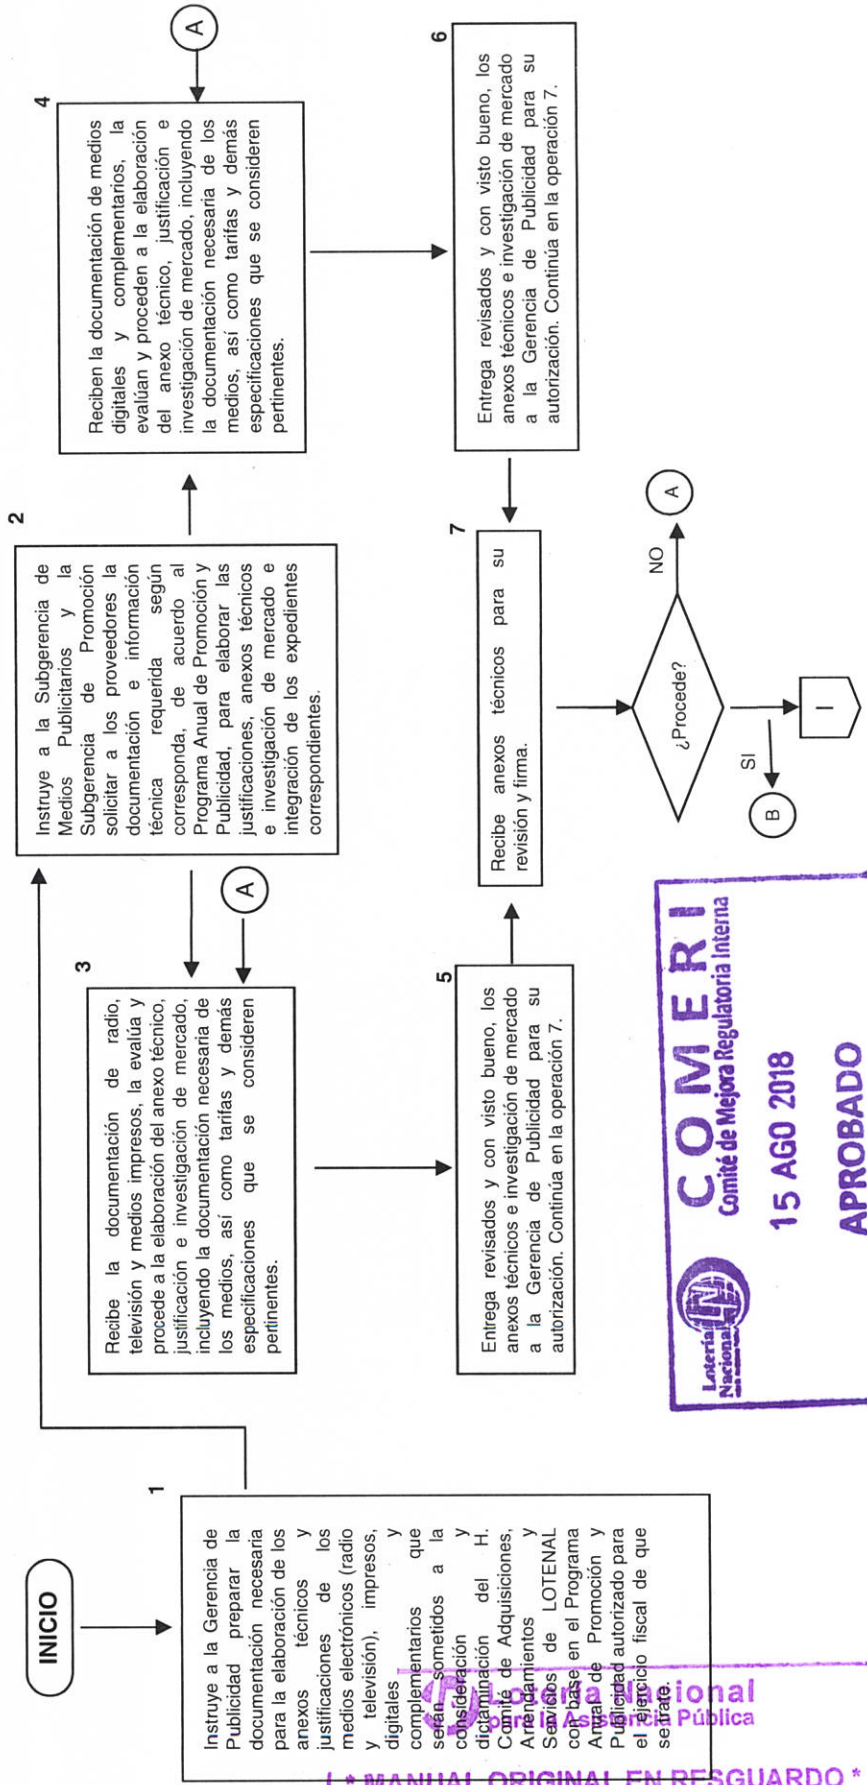 INICIO
1
Instruye a la Gerencia de
Publicidad preparar la
documentación necesaria
para la elaboración de los
anexos técnicos y
justificaciones de los
medios electrónicos (radio
y televisión), impresos,
digitales y
complementarios que
serán sometidos a la
consideración y
dictaminación del H.
Comité de Adquisiciones,
Arrendamientos y
Servicios de LOTENAL
con base en el Programa
Anual de Promoción y
Publicidad autorizado para
el ejercicio fiscal de que
se trate.
2
Instruye a la Subgerencia de
Medios Publicitarios y la
Subgerencia de Promoción
solicitar a los proveedores la
documentación e información
técnica requerida según
corresponda, de acuerdo al
Programa Anual de Promoción y
Publicidad, para elaborar las
justificaciones, anexos técnicos
e investigación de mercado e
integración de los expedientes
correspondientes.
3
Recibe la documentación de radio,
televisión y medios impresos, la evalúa y
procede a la elaboración del anexo técnico,
justificación e investigación de mercado,
incluyendo la documentación necesaria de
los medios, así como tarifas y demás
especificaciones que se consideren
pertinentes.
A
4
Reciben la documentación de medios
digitales y complementarios, la
evalúan y proceden a la elaboración
del anexo técnico, justificación e
investigación de mercado, incluyendo
la documentación necesaria de los
medios, así como tarifas y demás
especificaciones que se consideren
pertinentes.
A
5
Entrega revisados y con visto bueno, los
anexos técnicos e investigación de mercado
a la Gerencia de Publicidad para su
autorización. Continúa en la operación 7.
6
Entrega revisados y con visto bueno, los
anexos técnicos e investigación de mercado
a la Gerencia de Publicidad para su
autorización. Continúa en la operación 7.
7
Recibe anexos técnicos para su
revisión y firma.
¿Procede?
NO
A
SI
B
I
Lotería
Nacional
COMERI
Comité de Mejora Regulatoria Interna
15 AGO 2018
APROBADO
Lotería Nacional
para la Asistencia Pública
* MANUAL ORIGINAL EN RESGUARDO *